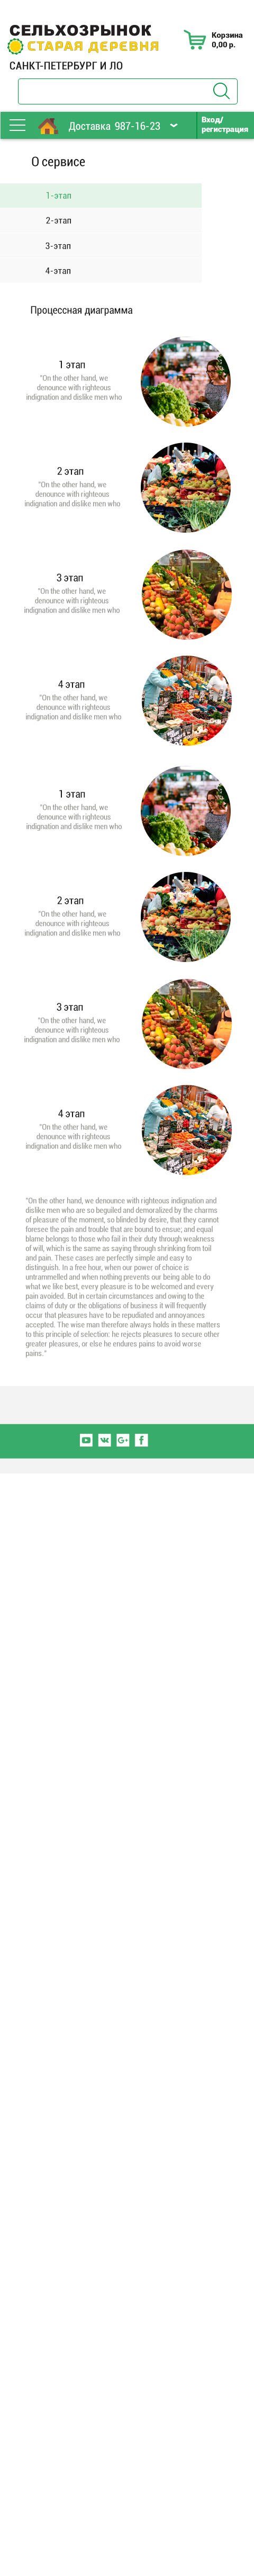 СЕЛЬХОЗРЫНОК
СТАРАЯ ДЕРЕВНЯ
САНКТ-ПЕТЕРБУРГ И ЛО
Корзина
0,00 р.
Доставка 987-16-23
Вход/
регистрация
О сервисе
1-этап
2-этап
3-этап
4-этап
Процессная диаграмма
1 этап
"On the other hand, we
denounce with righteous
indignation and dislike men who
2 этап
"On the other hand, we
denounce with righteous
indignation and dislike men who
3 этап
"On the other hand, we
denounce with righteous
indignation and dislike men who
4 этап
"On the other hand, we
denounce with righteous
indignation and dislike men who
1 этап
"On the other hand, we
denounce with righteous
indignation and dislike men who
2 этап
"On the other hand, we
denounce with righteous
indignation and dislike men who
3 этап
"On the other hand, we
denounce with righteous
indignation and dislike men who
4 этап
"On the other hand, we
denounce with righteous
indignation and dislike men who
"On the other hand, we denounce with righteous indignation and
dislike men who are so beguiled and demoralized by the charms
of pleasure of the moment, so blinded by desire, that they cannot
foresee the pain and trouble that are bound to ensue; and equal
blame belongs to those who fail in their duty through weakness
of will, which is the same as saying through shrinking from toil
and pain. These cases are perfectly simple and easy to
distinguish. In a free hour, when our power of choice is
untrammelled and when nothing prevents our being able to do
what we like best, every pleasure is to be welcomed and every
pain avoided. But in certain circumstances and owing to the
claims of duty or the obligations of business it will frequently
occur that pleasures have to be repudiated and annoyances
accepted. The wise man therefore always holds in these matters
to this principle of selection: he rejects pleasures to secure other
greater pleasures, or else he endures pains to avoid worse
pains."